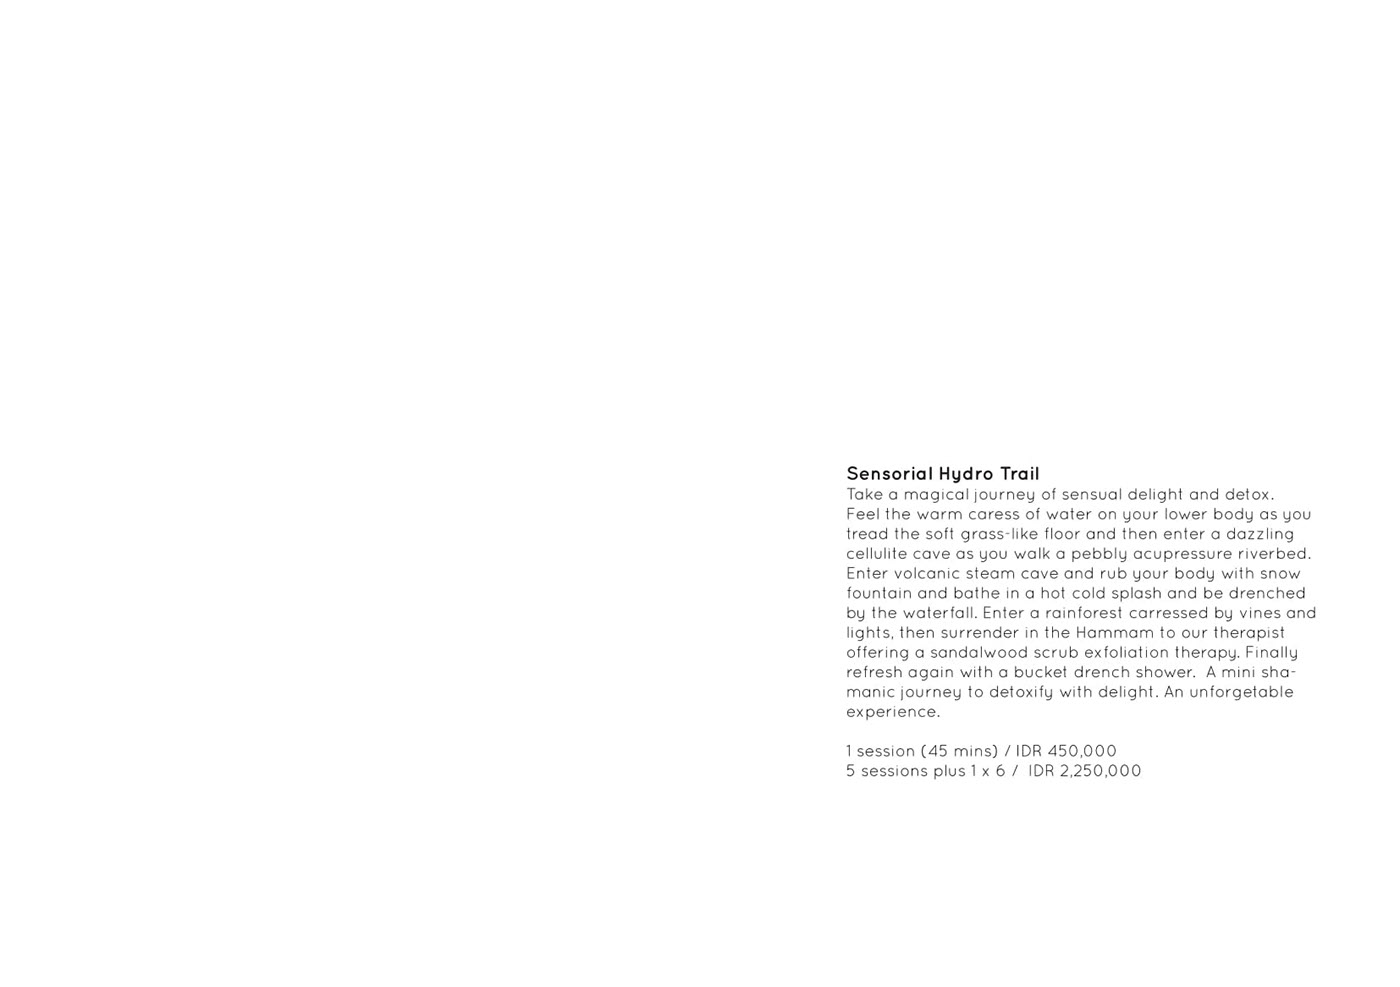 Sensorial Hydro Trail
Take a magical journey of sensual delight and detox.
Feel the warm caress of water on your lower body as you
tread the soft grass-like floor and then enter a dazzling
cellulite cave as you walk a pebbly acupressure riverbed.
Enter volcanic steam cave and rub your body with snow
fountain and bathe in a hot cold splash and be drenched
by the waterfall. Enter a rainforest carressed by vines and
lights, then surrender in the Hammam to our therapist
offering a sandalwood scrub exfoliation therapy. Finally
refresh again with a bucket drench shower.  A mini sha-
manic journey to detoxify with delight. An unforgetable
experience.
1 session (45 mins) / IDR 450,000
5 sessions plus 1 x 6 /  IDR 2,250,000